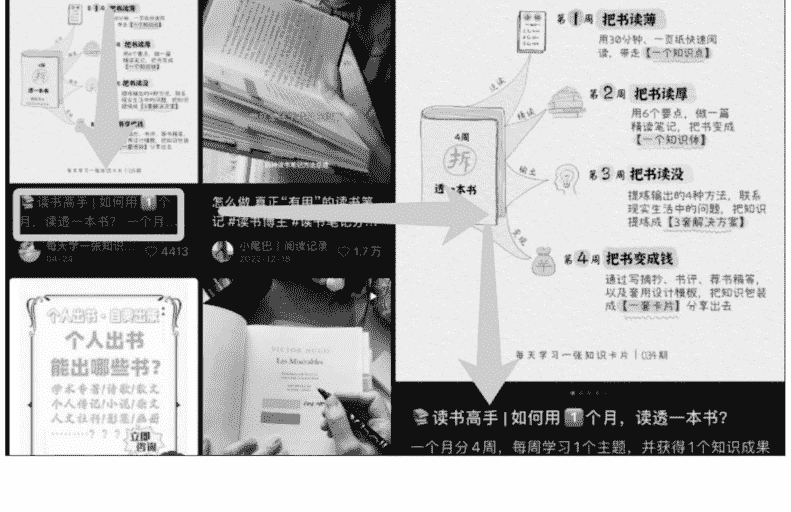 第1周 把书读薄
用30分钟，一页纸快速阅
读，带走【一个知识点】
速读
第2周 把书读厚
用6个要点，做一篇
精读笔记，把书变成
【一个知识体】
精读
4周
拆
透一本书
第3周 把书读没
提炼输出的4种方法，联系
现实生活中的问题，把知识
提炼成【3套解决方案】
输出
第4周 把书变成钱
通过写摘抄、书评、荐书稿等，
以及套用设计模板，把知识包装
成【一套卡片】分享出去
变现
每天学习一张知识卡片 | 034期
读书高手 | 如何用1个
月，读透一本书？ 一个月...
每天学一张知识...
04-24
4413
怎么做 真正“有用”的读书笔
记 #读书博主 #读书笔记分...
小尾巴 | 阅读记录
2022-12-18
1.7万
个人出书·自费出版
个人出书
能出哪些书?
学术专著/诗歌/散文
个人传记/小说/杂文
人文社科/影星/画册
········? ? ?
立即
咨询
VICTOR HUGO
Les Misérables
读书高手 | 如何用1个月，读透一本书?
一个月分4周，每周学习1个主题，并获得1个知识成果